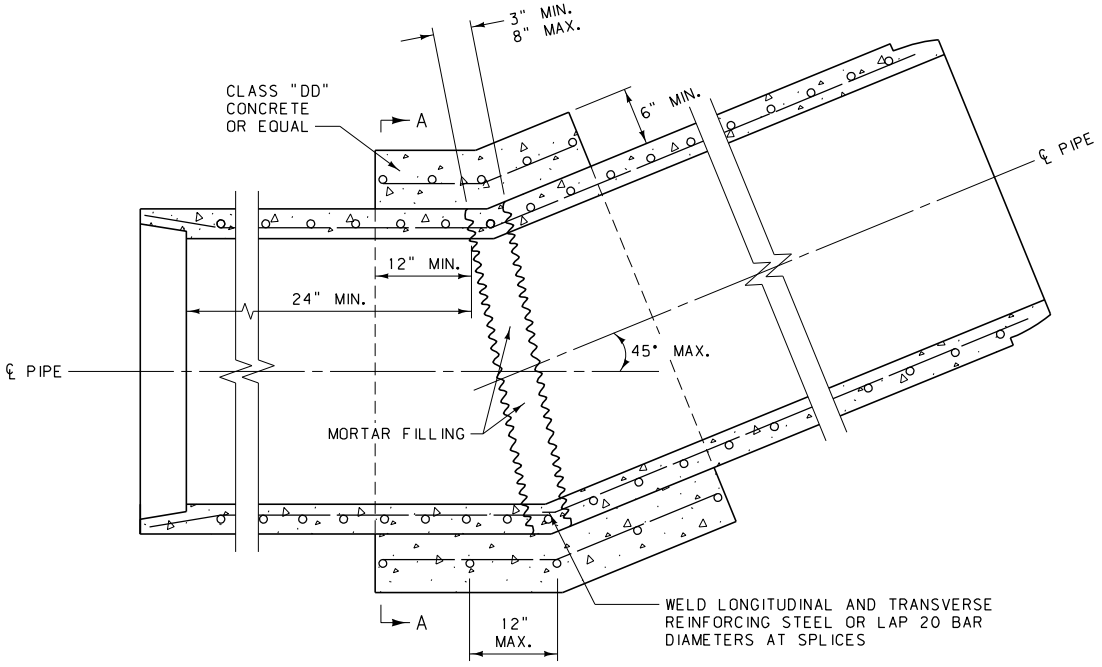 3" MIN.
8" MAX.
CLASS "DD"
CONCRETE
OR EQUAL
A
6" MIN.
℄ PIPE
12" MIN.
24" MIN.
45° MAX.
℄ PIPE
MORTAR FILLING
A
12"
MAX.
WELD LONGITUDINAL AND TRANSVERSE
REINFORCING STEEL OR LAP 20 BAR
DIAMETERS AT SPLICES